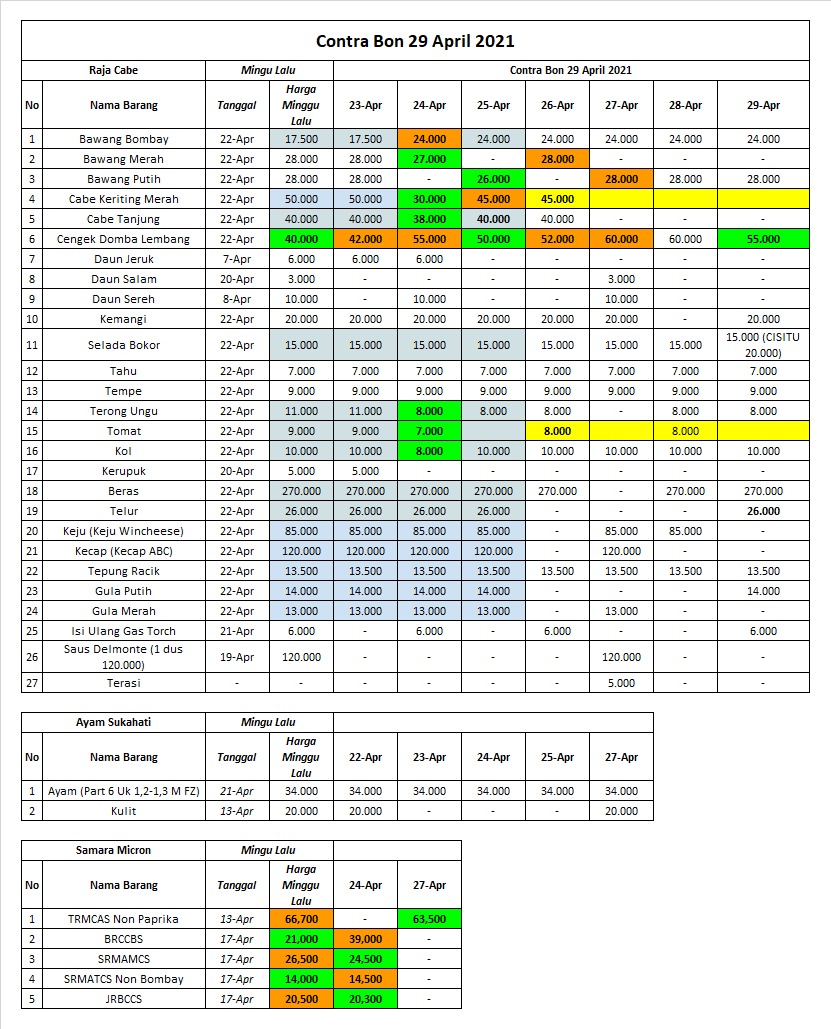 Contra Bon 29 April 2021
Raja Cabe Mingu Lalu Contra Bon 29 April 2021
No Nama Barang Tanggal Harga Minggu Lalu 23-Apr 24-Apr 25-Apr 26-Apr 27-Apr 28-Apr 29-Apr
1 Bawang Bombay 22-Apr 17.500 17.500 24.000 24.000 24.000 24.000 24.000 24.000
2 Bawang Merah 22-Apr 28.000 28.000 27.000 - 28.000 - - -
3 Bawang Putih 22-Apr 28.000 28.000 - 26.000 - 28.000 28.000 28.000
4 Cabe Keriting Merah 22-Apr 50.000 50.000 30.000 45.000 45.000
5 Cabe Tanjung 22-Apr 40.000 40.000 38.000 40.000 40.000 - - -
6 Cengek Domba Lembang 22-Apr 40.000 42.000 55.000 50.000 52.000 60.000 60.000 55.000
7 Daun Jeruk 7-Apr 6.000 6.000 6.000 - - - - -
8 Daun Salam 20-Apr 3.000 - - - - 3.000 - -
9 Daun Sereh 8-Apr 10.000 - 10.000 - - 10.000 - -
10 Kemangi 22-Apr 20.000 20.000 20.000 20.000 20.000 20.000 - 20.000
11 Selada Bokor 22-Apr 15.000 15.000 15.000 15.000 15.000 15.000 15.000 15.000 (CISITU 20.000)
12 Tahu 22-Apr 7.000 7.000 7.000 7.000 7.000 7.000 7.000 7.000
13 Tempe 22-Apr 9.000 9.000 9.000 9.000 9.000 9.000 9.000 9.000
14 Terong Ungu 22-Apr 11.000 11.000 8.000 8.000 8.000 - 8.000 8.000
15 Tomat 22-Apr 9.000 9.000 7.000 8.000 8.000
16 Kol 22-Apr 10.000 10.000 8.000 10.000 10.000 10.000 10.000 10.000
17 Kerupuk 20-Apr 5.000 5.000 - - - - - -
18 Beras 22-Apr 270.000 270.000 270.000 270.000 270.000 - 270.000 270.000
19 Telur 22-Apr 26.000 26.000 26.000 26.000 - - - 26.000
20 Keju (Keju Wincheese) 22-Apr 85.000 85.000 85.000 85.000 - 85.000 85.000 -
21 Kecap (Kecap ABC) 22-Apr 120.000 120.000 120.000 120.000 - 120.000 - -
22 Tepung Racik 22-Apr 13.500 13.500 13.500 13.500 13.500 13.500 13.500 13.500
23 Gula Putih 22-Apr 14.000 14.000 14.000 14.000 - - - 14.000
24 Gula Merah 22-Apr 13.000 13.000 13.000 13.000 - 13.000 - -
25 Isi Ulang Gas Torch 21-Apr 6.000 - 6.000 - 6.000 - - 6.000
26 Saus Delmonte (1 dus 120.000) 19-Apr 120.000 - - - - 120.000 - -
27 Terasi - - - - - - 5.000 - -
Ayam Sukahati Mingu Lalu
No Nama Barang Tanggal Harga Minggu Lalu 22-Apr 23-Apr 24-Apr 25-Apr 27-Apr
1 Ayam (Part 6 Uk 1,2-1,3 M FZ) 21-Apr 34.000 34.000 34.000 34.000 34.000 34.000
2 Kulit 13-Apr 20.000 20.000 - - - 20.000
Samara Micron Mingu Lalu
No Nama Barang Tanggal Harga Minggu Lalu 24-Apr 27-Apr
1 TRMCAS Non Paprika 13-Apr 66,700 - 63,500
2 BRCCBS 17-Apr 21,000 39,000 -
3 SRMAMCS 17-Apr 26,500 24,500 -
4 SRMATCS Non Bombay 17-Apr 14,000 14,500 -
5 JRBCCS 17-Apr 20,500 20,300 -